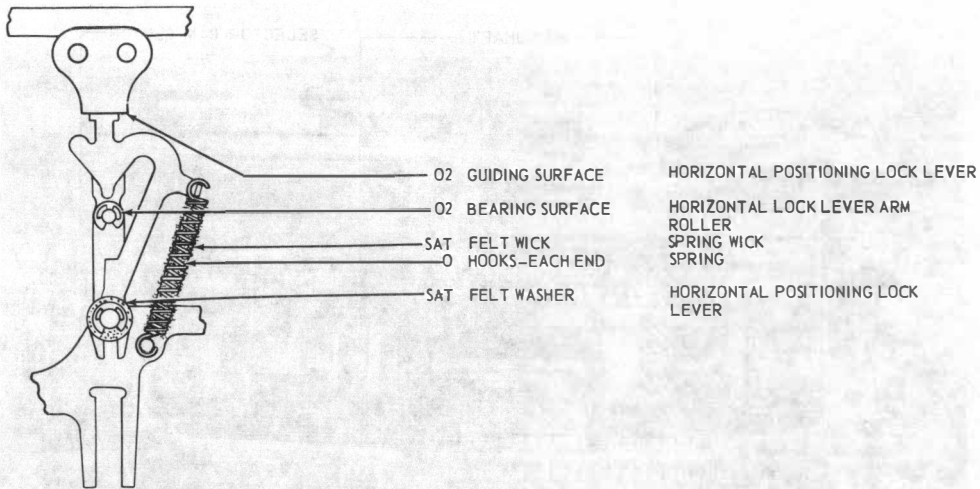 O2 GUIDING SURFACE HORIZONTAL POSITIONING LOCK LEVER
O2 BEARING SURFACE HORIZONTAL LOCK LEVER ARM
ROLLER
SAT FELT WICK SPRING WICK
O HOOKS-EACH END SPRING
SAT FELT WASHER HORIZONTAL POSITIONING LOCK
LEVER